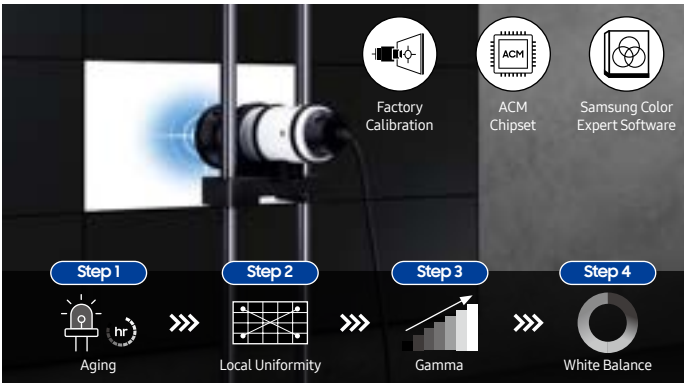 ACM
Factory
Calibration
ACM
Chipset
Samsung Color
Expert Software
Step 1
Step 2
Step 3
Step 4
hr
Aging
Local Uniformity
Gamma
White Balance